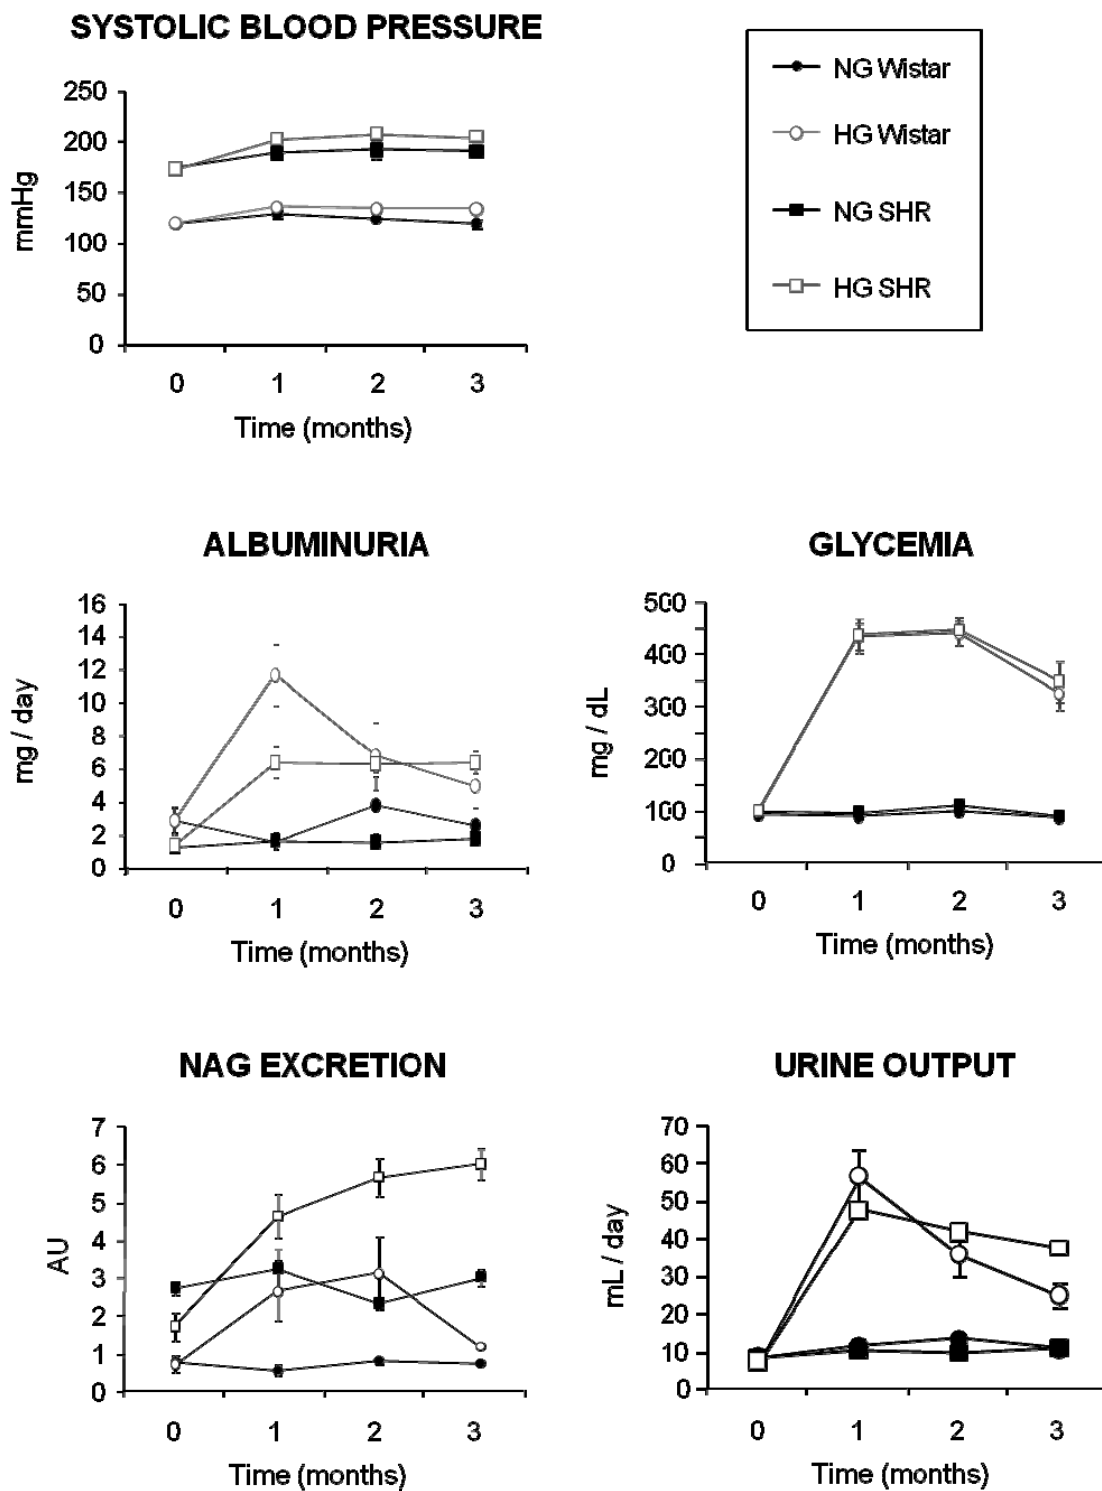 SYSTOLIC BLOOD PRESSURE
250
200
150
100
50
0
mmHg
0 1 2 3
Time (months)
NG Wistar
HG Wistar
NG SHR
HG SHR
ALBUMINURIA
16
14
12
10
8
6
4
2
0
mg / day
0 1 2 3
Time (months)
GLYCEMIA
500
400
300
200
100
0
mg / dL
0 1 2 3
Time (months)
NAG EXCRETION
7
6
5
4
3
2
1
0
AU
0 1 2 3
Time (months)
URINE OUTPUT
70
60
50
40
30
20
10
0
mL / day
0 1 2 3
Time (months)